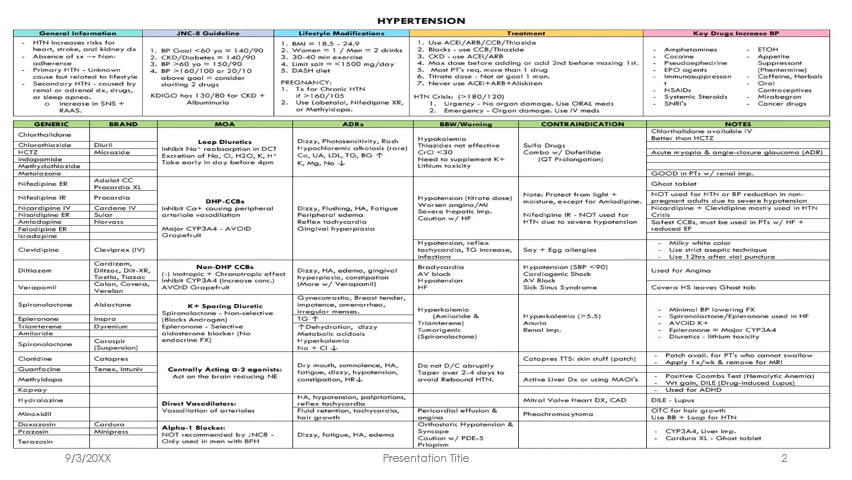 HYPERTENSION
General Information
JNC-8 Guideline
Lifestyle Modifications
Treatment
Key Drugs Increase BP
- HTN increases risks for
heart, stroke, and kidney dx
- Absence of sx → Non-
adherence
- Primary HTN - Unknown
cause but related to lifestyle
- Secondary HTN - caused by
renal or adrenal dx, drugs,
or sleep apnea.
o Increase in SNS +
RAAS.
1. BP Goal <60 yo = 140/90
2. CKD/Diabetes = 140/90
3. BP >60 yo = 150/90
4. BP >160/100 or 20/10
above goal = consider
starting 2 drugs
KDIGO has 130/80 for CKD +
Albuminuria
1. BMI = 18.5 - 24.9
2. Women = 1 / Men = 2 drinks
3. 30-40 min exercise
4. Limit salt = <1500 mg/day
5. DASH diet
PREGNANCY:
1. Tx for Chronic HTN
if >160/105
2. Use Labetalol, Nifedipine XR,
or Methyldopa.
1. Use ACEi/ARB/CCB/Thiazide
2. Blacks - use CCB/Thiazide
3. CKD - use ACEi/ARB
4. Max dose before adding or add 2nd before maxing 1st.
5. Most PT's req. more than 1 drug
6. Titrate dose - Not at goal 1 mon.
7. Never use ACEi+ARB+Aliskiren
HTN Crisis: (>180/120)
1. Urgency - No organ damage. Use ORAL meds
2. Emergency - Organ damage. Use IV meds
- Amphetamines
- Cocaine
- Pseudoephedrine
- EPO agents
- Immunosuppression
- NSAIDs
- Systemic Steroids
- SNRI's
- ETOH
- Appetite
Suppressant
(Phentermine)
- Caffeine, Herbals
- Oral
Contraceptives
- Mirabegron
- Cancer drugs
GENERIC BRAND MOA ADRs BBW/Warning CONTRAINDICATION NOTES
Chlorthalidone
Chlorothiazide Diuril
HCTZ Microzide
Indapamide
Methyclothiazide
Metolazone
Loop Diuretics
Inhibit Na⁺ reabsorption in DCT
Excretion of Na, Cl, H2O, K, H⁺
Take early in day before 4pm
Dizzy, Photosensitivity, Rash
Hypochloremic alkalosis (rare)
Ca, UA, LDL, TG, BG ↑
K, Mg, Na ↓
Hypokalemia
Thiazides not effective
CrCl <30
Need to supplement K+
Lithium toxicity
Sulfa Drugs
Combo w/ Dofetilide
(QT Prolongation)
Chlorothalidone available IV
Better than HCTZ
Acute myopia & angle-closure glaucoma (ADR)
GOOD in PTs w/ renal imp.
Nifedipine ER
Adalat CC
Procardia XL
Nifedipine IR Procardia
Nicardipine IV Cardene IV
Nisoldipine ER Sular
Amlodipine Norvasc
Felodipine ER
Isradapine
DHP-CCBs
Inhibit Ca+ causing peripheral
arteriole vasodilation
Major CYP3A4 - AVOID
Grapefruit
Dizzy, Flushing, HA, Fatigue
Peripheral edema
Reflex tachycardia
Gingival hyperplasia
Hypotension (titrate dose)
Worsen angina/MI
Severe Hepatic imp.
Caution w/ HF
Note: Protect from light +
moisture, except for Amlodipine.
Nifedipine IR - NOT used for
HTN due to severe hypotension
Ghost tablet
NOT used for HTN or BP reduction in non-
pregnant adults due to severe hypotension
Nicardipine + Clevidipine mostly used in HTN
Crisis
Safest CCBs, must be used in PTs w/ HF +
reduced EF
Clevidipine Cleviprex (IV)
Hypotension, reflex
tachycardia, TG increase,
infections
Soy + Egg allergies
- Milky white color
- Use strict aseptic technique
- Use 12hrs after vial puncture
Diltiazem
Cardizem,
Diltzac, Dilt-XR,
Taztia, Tiazac
Verapamil
Calan, Covera,
Verelan
Non-DHP CCBs
(-) Inotropic + Chronotropic effect
Inhibit CYP3A4 (increase conc.)
AVOID Grapefruit
Dizzy, HA, edema, gingival
hyperplasia, constipation
(More w/ Verapamil)
Bradycardia
AV block
Hypotension
HF
Hypotension (SBP <90)
Cardiogenic Shock
AV Block
Sick Sinus Syndrome
Used for Angina
Covera HS leaves Ghost tab
Spironolactone Aldactone
Eplerenone Inspra
Triamterene Dyrenium
Amiloride
Spironolactone
Carospir
(Suspension)
K+ Sparing Diuretic
Spironolactone - Non-selective
(Blocks Androgen)
Eplerenone - Selective
aldosterone blocker (No
endocrine FX)
Gynecomastia, Breast tender,
impotence, amenorrhea,
irregular menses.
TG ↑
↑Dehydration, dizzy
Metabolic acidosis
Hyperkalemia
Na + Cl ↓
Hyperkalemia
(Amiloride &
Triamterene)
Tumorigenic
(Spironolactone)
Hyperkalemia (>5.5)
Anuria
Renal imp.
- Minimal BP lowering FX
- Spironolactone/Eplerenone used in HF
- AVOID K+
- Eplerenone = Major CYP3A4
- Diuretics - lithium toxicity
Clonidine Catapres
Guanfacine Tenex, Intuniv
Methyldopa
Kapvay
Centrally Acting α-2 agonists:
Act on the brain reducing NE
Dry mouth, somnolence, HA,
fatigue, dizzy, hypotension,
constipation, HR↓
Do not D/C abruptly
Taper over 2-4 days to
avoid Rebound HTN.
Catapres TTS: skin stuff (patch)
Active Liver Dx or using MAOI's
- Patch avail. for PT's who cannot swallow
- Apply 1x/wk & remove for MRI
- Positive Coombs Test (Hemolytic Anemia)
- Wt gain, DILE (Drug-induced Lupus)
- Used for ADHD
Hydralazine
Minoxidil
Direct Vasodilators:
Vasodilation of arterioles
HA, hypotension, palpitations,
reflex tachycardia
Fluid retention, tachycardia,
hair growth
Pericardial effusion &
angina
Mitral Valve Heart DX, CAD
Pheochromocytoma
DILE - Lupus
OTC for hair growth
Use BB + Loop for HTN
Doxazosin Cardura
Prazosin Minipress
Terazosin
Alpha-1 Blocker:
NOT recommended by JNC8 -
Only used in men with BPH
Dizzy, fatigue, HA, edema
Orthostatic Hypotension &
Syncope
Caution w/ PDE-5
Priapism
- CYP3A4, Liver imp.
- Cardura XL - Ghost tablet
9/3/20XX
Presentation Title
2